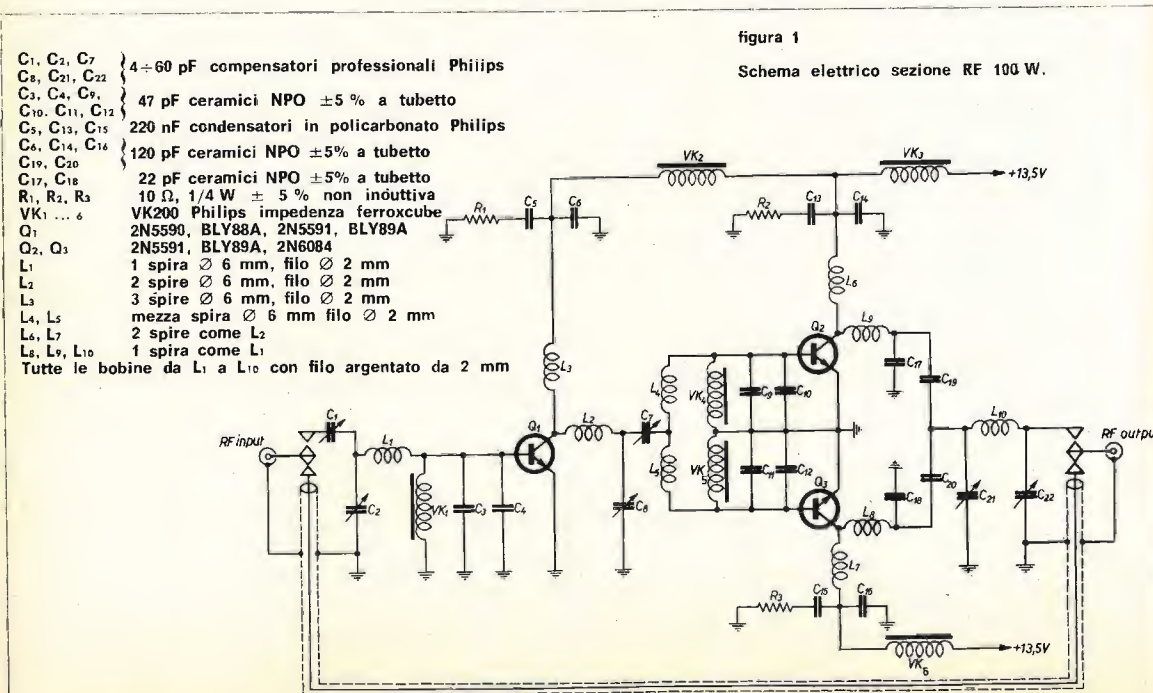 figura 1
Schema elettrico sezione RF 100 W.
C1, C2, C7
C8, C21, C22
4÷60 pF compensatori professionali Philips
C3, C4, C9,
C10. C11, C12
47 pF ceramici NPO ±5 % a tubetto
C5, C13, C15 220 nF condensatori in policarbonato Philips
C6, C14, C16
C19, C20
120 pF ceramici NPO ±5% a tubetto
C17, C18 22 pF ceramici NPO ±5% a tubetto
R1, R2, R3 10 Ω, 1/4 W ± 5 % non induttiva
VK1 ... 6 VK200 Philips impedenza ferroxcube
Q1 2N5590, BLY88A, 2N5591, BLY89A
Q2, Q3 2N5591, BLY89A, 2N6084
L1 1 spira Ø 6 mm, filo Ø 2 mm
L2 2 spire Ø 6 mm, filo Ø 2 mm
L3 3 spire Ø 6 mm, filo Ø 2 mm
L4, L5 mezza spira Ø 6 mm filo Ø 2 mm
L6, L7 2 spire come L2
L8, L9, L10 1 spira come L1
Tutte le bobine da L1 a L10 con filo argentato da 2 mm
VK2
VK3
+13,5V
R1
C5
C6
R2
C13
C14
L6
L3
Q2
L9
C17
C19
L4
VK4
C9
C10
L10
RF input
C1
L1
Q1
L2
C7
RF output
C2
VK1
C3
C4
C8
L5
VK5
C11
C12
Q3
L8
C18
C20
C21
C22
L7
R3
C15
C16
VK6
+13,5V